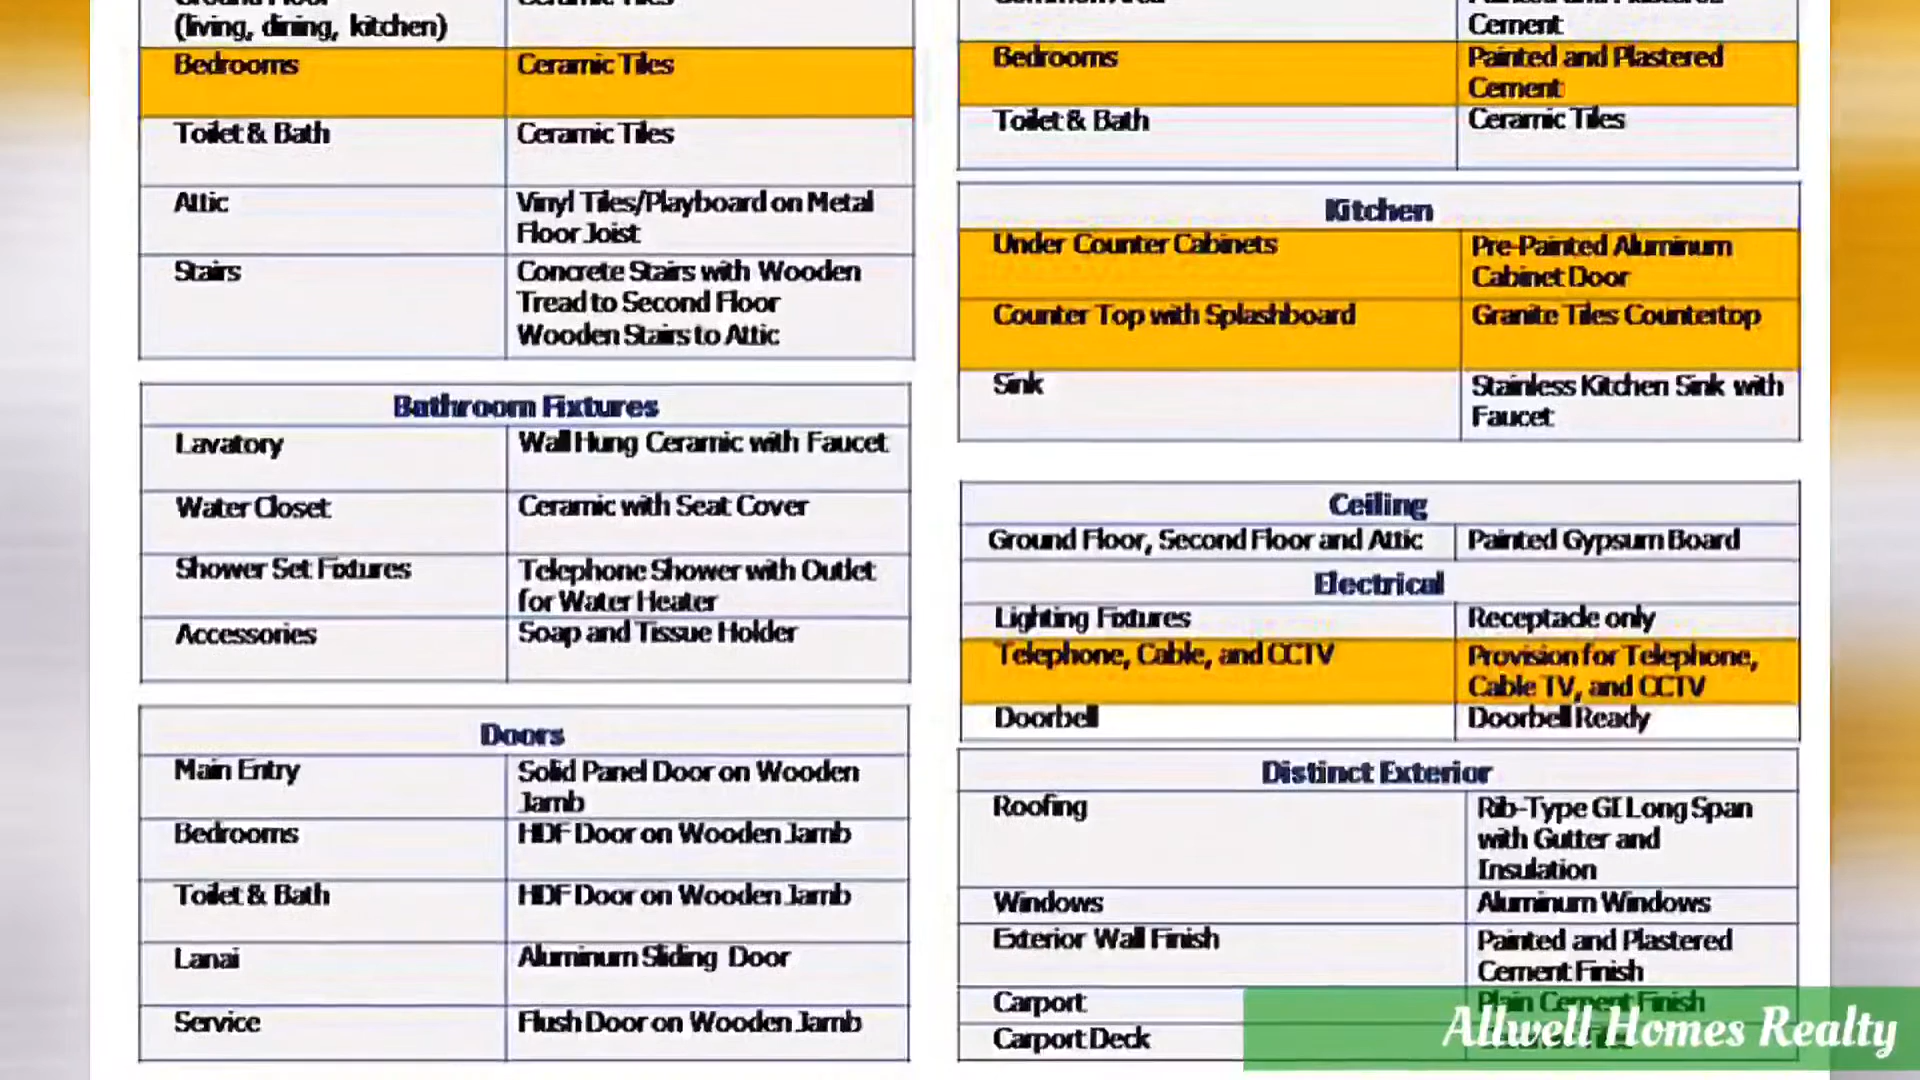 (living, dining, kitchen)
Bedrooms Ceramic Tiles
Toilet & Bath Ceramic Tiles
Attic Vinyl Tiles/Playboard on Metal
Floor Joist
Stairs Concrete Stairs with Wooden
Tread to Second Floor
Wooden Stairs to Attic
Bathroom Fixtures
Lavatory Wall Hung Ceramic with Faucet
Water Closet Ceramic with Seat Cover
Shower Set Fixtures Telephone Shower with Outlet
for Water Heater
Accessories Soap and Tissue Holder
Doors
Main Entry Solid Panel Door on Wooden
Jamb
Bedrooms HDF Door on Wooden Jamb
Toilet & Bath HDF Door on Wooden Jamb
Lanai Aluminum Sliding Door
Service Flush Door on Wooden Jamb
Cement
Bedrooms Painted and Plastered
Cement
Toilet & Bath Ceramic Tiles
Kitchen
Under Counter Cabinets Pre-Painted Aluminum
Cabinet Door
Counter Top with Splashboard Granite Tiles Countertop
Sink Stainless Kitchen Sink with
Faucet
Ceiling
Ground Floor, Second Floor and Attic Painted Gypsum Board
Electrical
Lighting Fixtures Receptacle only
Telephone, Cable, and CCTV Provision for Telephone,
Cable TV, and CCTV
Doorbell Doorbell Ready
Distinct Exterior
Roofing Rib-Type GI Long Span
with Gutter and
Insulation
Windows Aluminum Windows
Exterior Wall Finish Painted and Plastered
Cement Finish
Carport Plain Cement Finish
Carport Deck
Allwell Homes Realty